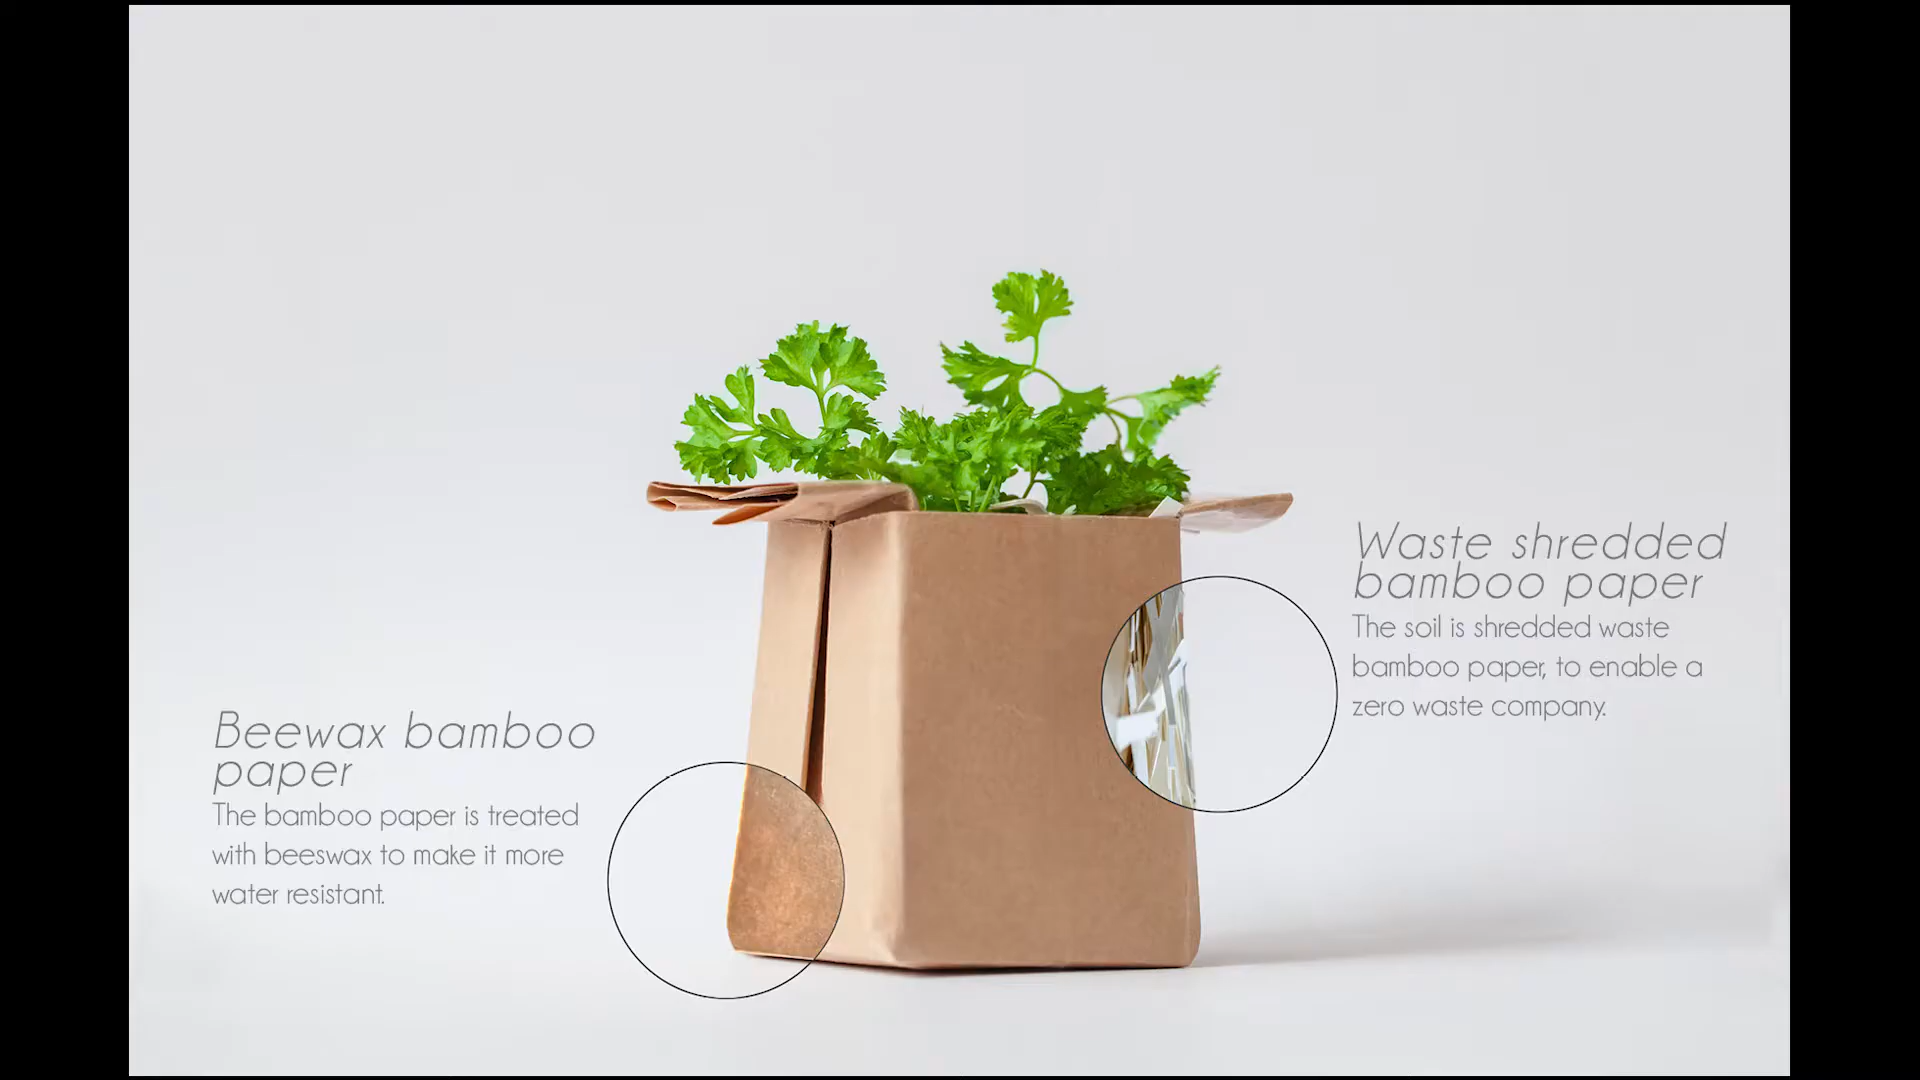 Beewax bamboo
paper
The bamboo paper is treated
with beeswax to make it more
water resistant.
Waste shredded
bamboo paper
The soil is shredded waste
bamboo paper, to enable a
zero waste company.